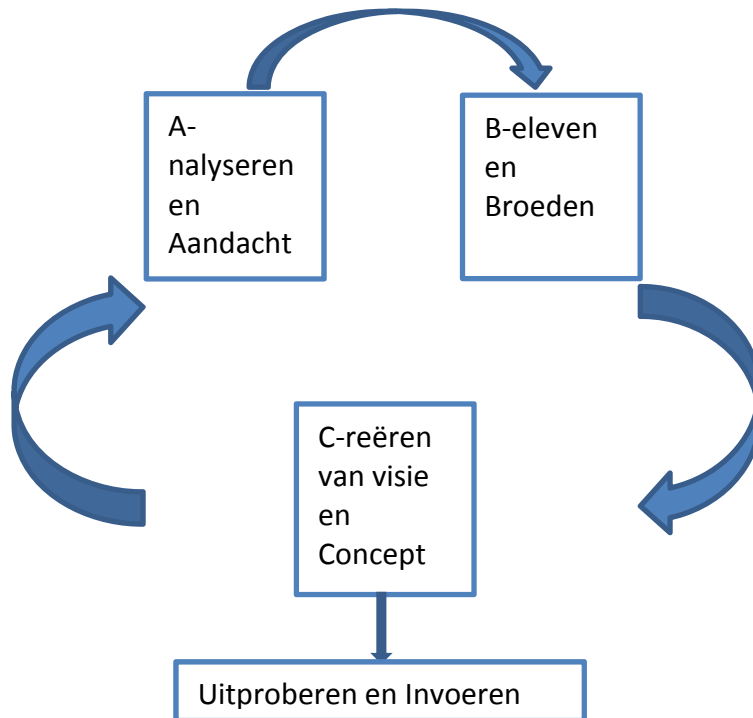 A-
nalyseren
en
Aandacht
B-eleven
en
Broeden
C-reëren
van visie
en
Concept
Uitproberen en Invoeren